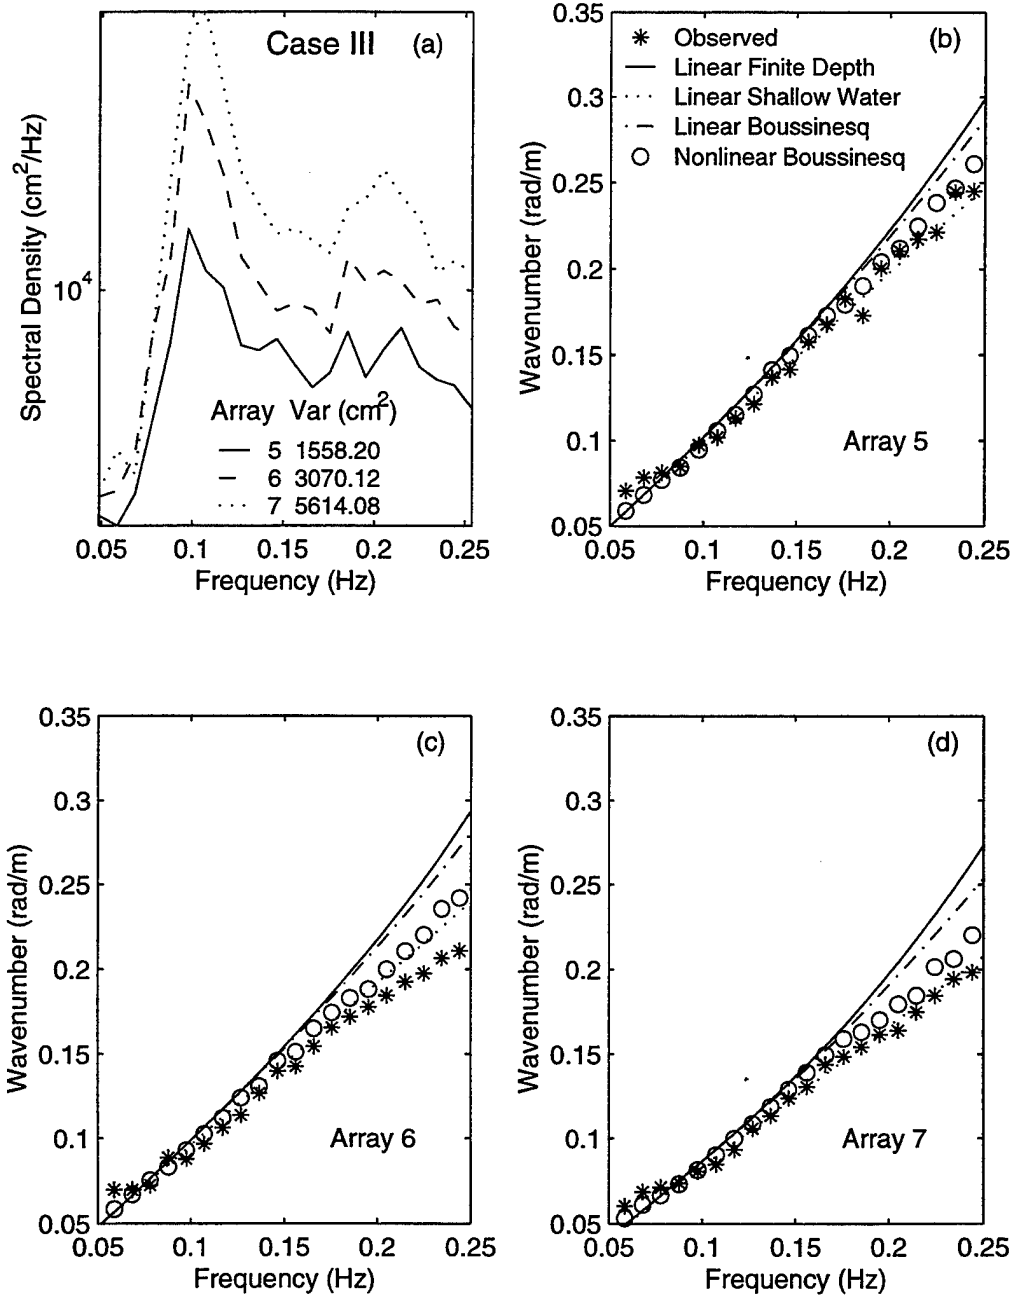 Case III (a)
Spectral Density (cm2/Hz)
10^4
Array Var (cm2)
5 1558.20
6 3070.12
7 5614.08
0.05 0.1 0.15 0.2 0.25
Frequency (Hz)
(b)
Observed
Linear Finite Depth
Linear Shallow Water
Linear Boussinesq
Nonlinear Boussinesq
Wavenumber (rad/m)
0.35
0.3
0.25
0.2
0.15
0.1
0.05
Array 5
0.05 0.1 0.15 0.2 0.25
Frequency (Hz)
(c)
Wavenumber (rad/m)
0.35
0.3
0.25
0.2
0.15
0.1
0.05
Array 6
0.05 0.1 0.15 0.2 0.25
Frequency (Hz)
(d)
Wavenumber (rad/m)
0.35
0.3
0.25
0.2
0.15
0.1
0.05
Array 7
0.05 0.1 0.15 0.2 0.25
Frequency (Hz)